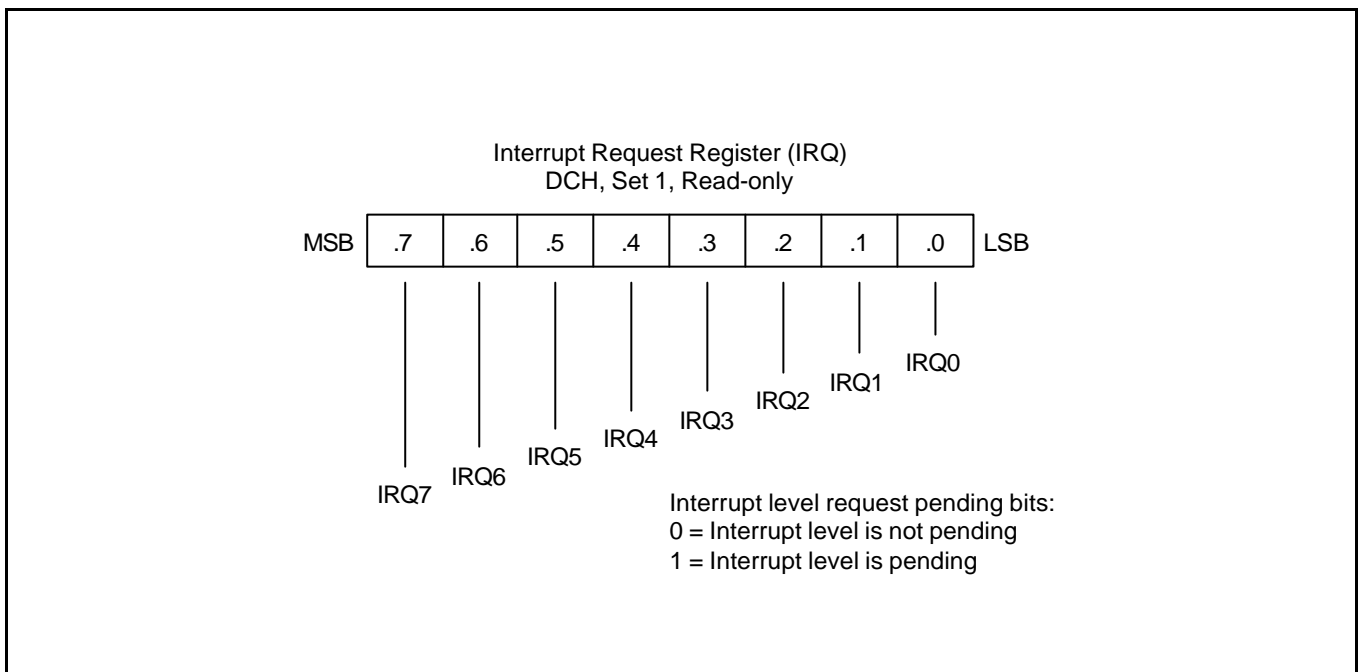 Interrupt Request Register (IRQ)
DCH, Set 1, Read-only
MSB .7 .6 .5 .4 .3 .2 .1 .0 LSB
IRQ0
IRQ1
IRQ2
IRQ3
IRQ4
IRQ5
IRQ6
IRQ7
Interrupt level request pending bits:
0 = Interrupt level is not pending
1 = Interrupt level is pending